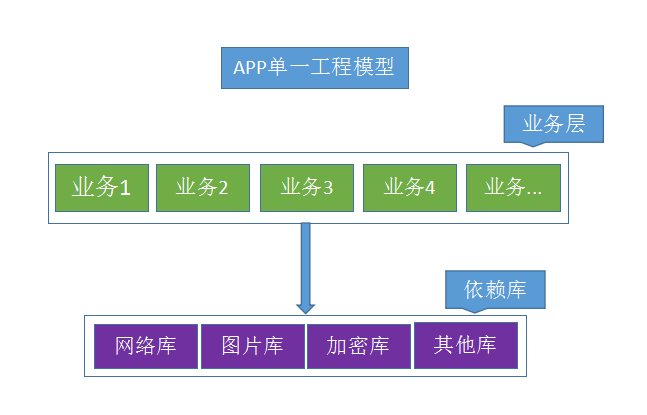 APP单一工程模型
业务层
业务1
业务2
业务3
业务4
业务...
依赖库
网络库
图片库
加密库
其他库